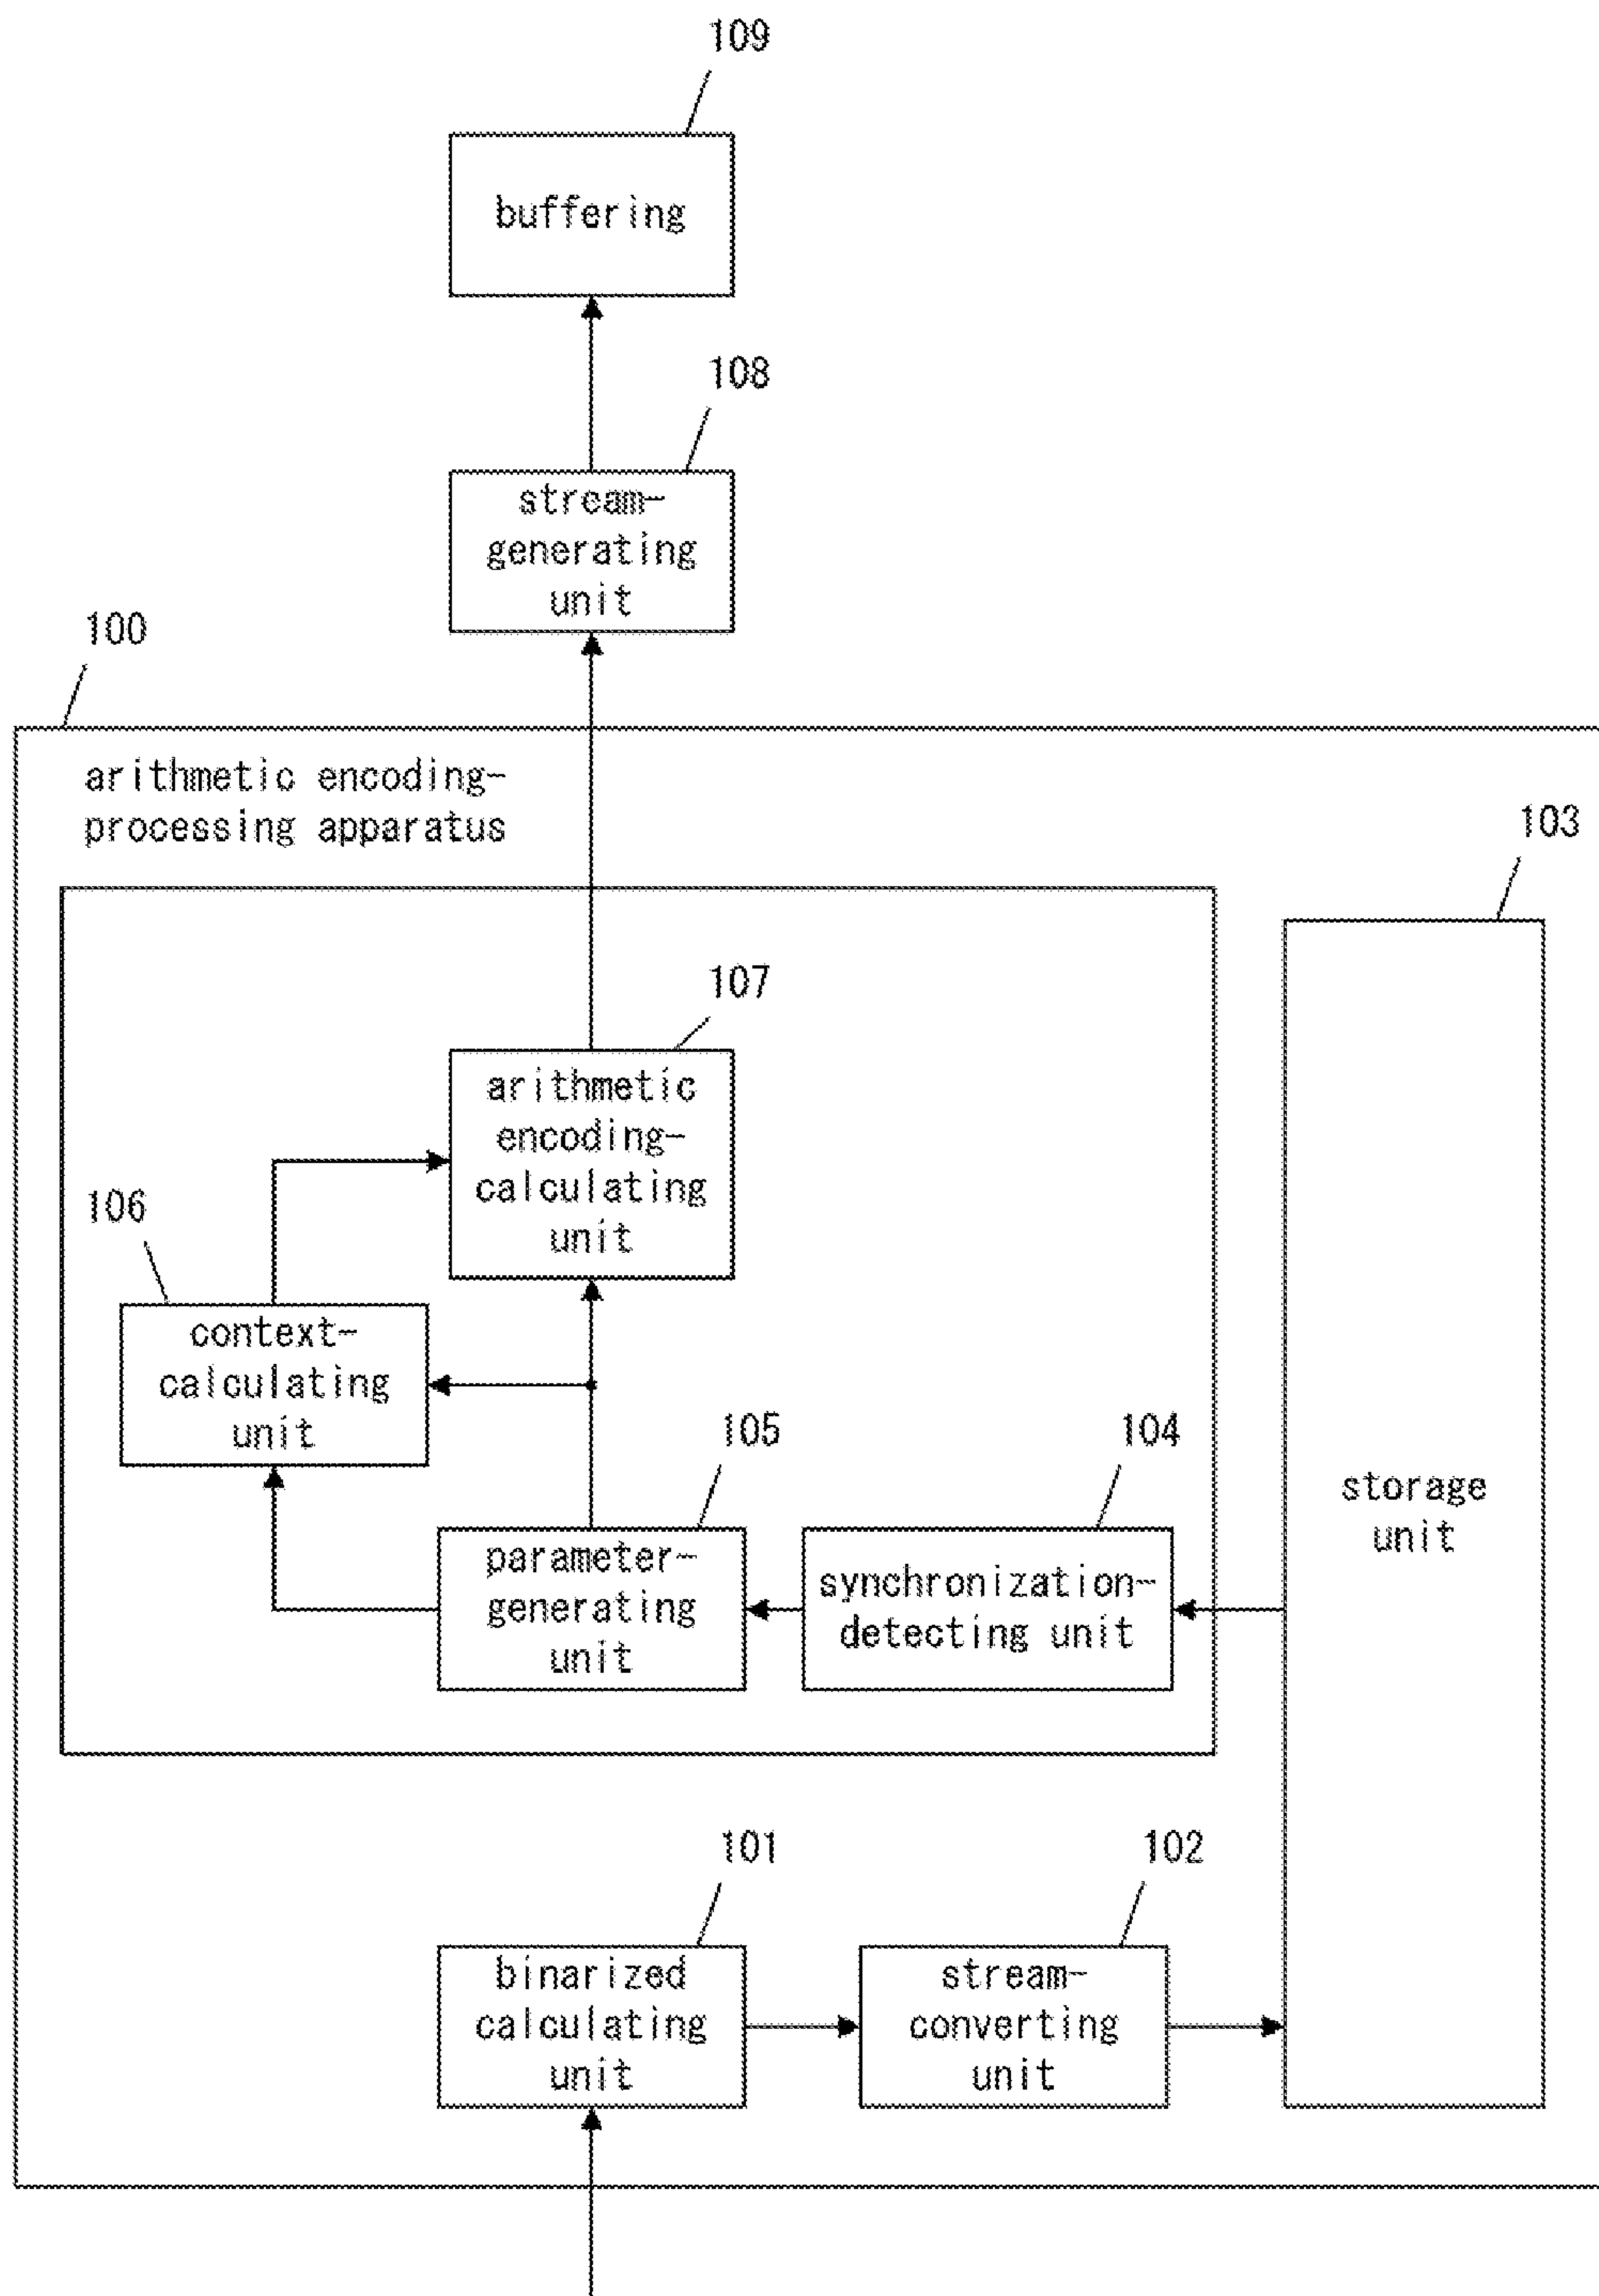 109
buffering
108
stream-
generating
unit
100
arithmetic encoding-
processing apparatus
103
107
arithmetic
encoding-
calculating
unit
106
context-
calculating
unit
105
104
parameter-
generating
unit
synchronization-
detecting unit
storage
unit
101
102
binarized
calculating
unit
stream-
converting
unit